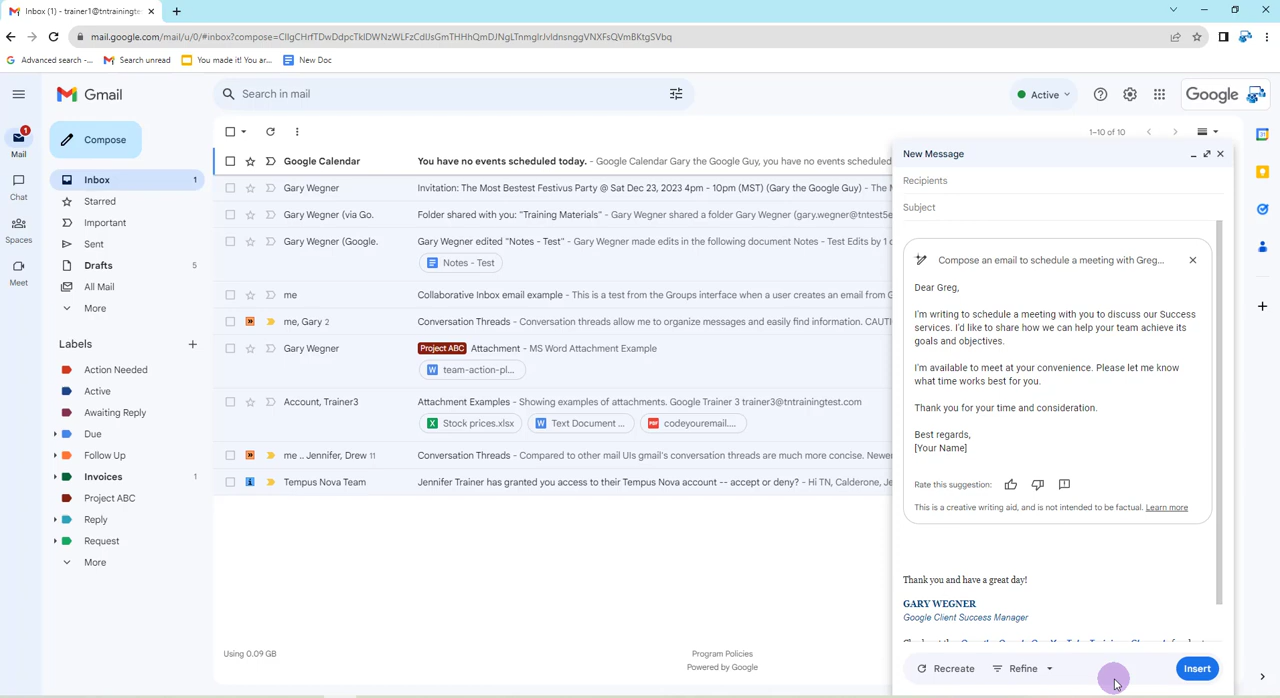 Inbox (1) - trainer1@tntrainingte
mail.google.com/mail/u/0/#inbox?compose=
Advanced search -... Search unread You made it! You ar... New Doc
Gmail
Search in mail
Active
Google
1
Mail
Chat
Spaces
Meet
Compose
Inbox 1
Starred
Important
Sent
Drafts 5
All Mail
More
Labels
Action Needed
Active
Awaiting Reply
Due
Follow Up
Invoices 1
Project ABC
Reply
Request
More
1–10 of 10
Google Calendar You have no events scheduled today. - Google Calendar Gary the Google Guy, you have no events scheduled
Gary Wegner Invitation: The Most Bestest Festivus Party @ Sat Dec 23, 2023 4pm - 10pm (MST) (Gary the Google Guy) - The
Gary Wegner (via Go. Folder shared with you: "Training Materials" - Gary Wegner shared a folder Gary Wegner (gary.wegner@tntest5e
Gary Wegner (Google. Gary Wegner edited "Notes - Test" - Gary Wegner made edits in the following document Notes - Test Edits by 1
Notes - Test
me Collaborative Inbox email example - This is a test from the Groups interface when a user creates an email from
me, Gary 2 Conversation Threads - Conversation threads allow me to organize messages and easily find information.
Gary Wegner Project ABC Attachment - MS Word Attachment Example
team-action-pl...
Account, Trainer3 Attachment Examples - Showing examples of attachments. Google Trainer 3 trainer3@tntrainingtest.com
Stock prices.xlsx Text Document ... codeyouremail....
me .. Jennifer, Drew 11 Conversation Threads - Compared to other mail UIs gmail's conversation threads are much more concise.
Tempus Nova Team Jennifer Trainer has granted you access to their Tempus Nova account -- accept or deny? - Hi TN, Calderone,
Using 0.09 GB
Program Policies
Powered by Google
New Message
Recipients
Subject
Compose an email to schedule a meeting with Greg...
Dear Greg,
I'm writing to schedule a meeting with you to discuss our Success
services. I'd like to share how we can help your team achieve its
goals and objectives.
I'm available to meet at your convenience. Please let me know
what time works best for you.
Thank you for your time and consideration.
Best regards,
[Your Name]
Rate this suggestion:
This is a creative writing aid, and is not intended to be factual. Learn more
Thank you and have a great day!
GARY WEGNER
Google Client Success Manager
Recreate Refine Insert